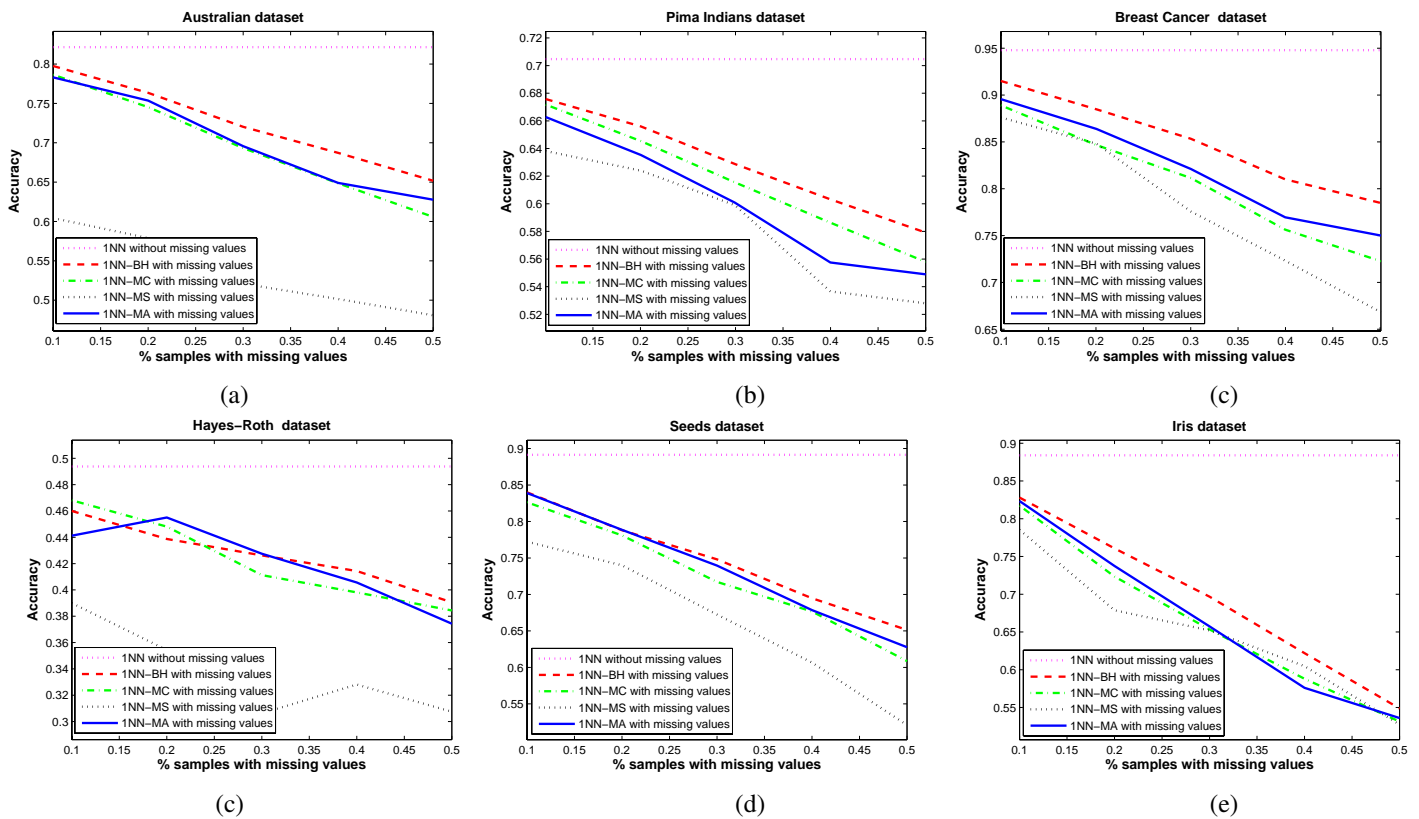 Australian dataset
Accuracy
0.8
0.75
0.7
0.65
0.6
0.55
0.5
1NN without missing values
1NN−BH with missing values
1NN−MC with missing values
1NN−MS with missing values
1NN−MA with missing values
0.1 0.15 0.2 0.25 0.3 0.35 0.4 0.45 0.5
% samples with missing values
(a)
Pima Indians dataset
Accuracy
0.72
0.7
0.68
0.66
0.64
0.62
0.6
0.58
0.56
0.54
0.52
1NN without missing values
1NN−BH with missing values
1NN−MC with missing values
1NN−MS with missing values
1NN−MA with missing values
0.15 0.2 0.25 0.3 0.35 0.4 0.45 0.5
% samples with missing values
(b)
Breast Cancer dataset
Accuracy
0.95
0.9
0.85
0.8
0.75
0.7
0.65
1NN without missing values
1NN−BH with missing values
1NN−MC with missing values
1NN−MS with missing values
1NN−MA with missing values
0.1 0.15 0.2 0.25 0.3 0.35 0.4 0.45 0.5
% samples with missing values
(c)
Hayes−Roth dataset
Accuracy
0.5
0.48
0.46
0.44
0.42
0.4
0.38
0.36
0.34
0.32
0.3
1NN without missing values
1NN−BH with missing values
1NN−MC with missing values
1NN−MS with missing values
1NN−MA with missing values
0.1 0.15 0.2 0.25 0.3 0.35 0.4 0.45 0.5
% samples with missing values
(c)
Seeds dataset
Accuracy
0.9
0.85
0.8
0.75
0.7
0.65
0.6
0.55
1NN without missing values
1NN−BH with missing values
1NN−MC with missing values
1NN−MS with missing values
1NN−MA with missing values
0.1 0.15 0.2 0.25 0.3 0.35 0.4 0.45 0.5
% samples with missing values
(d)
Iris dataset
Accuracy
0.9
0.85
0.8
0.75
0.7
0.65
0.6
0.55
1NN without missing values
1NN−BH with missing values
1NN−MC with missing values
1NN−MS with missing values
1NN−MA with missing values
0.1 0.15 0.2 0.25 0.3 0.35 0.4 0.45 0.5
% samples with missing values
(e)